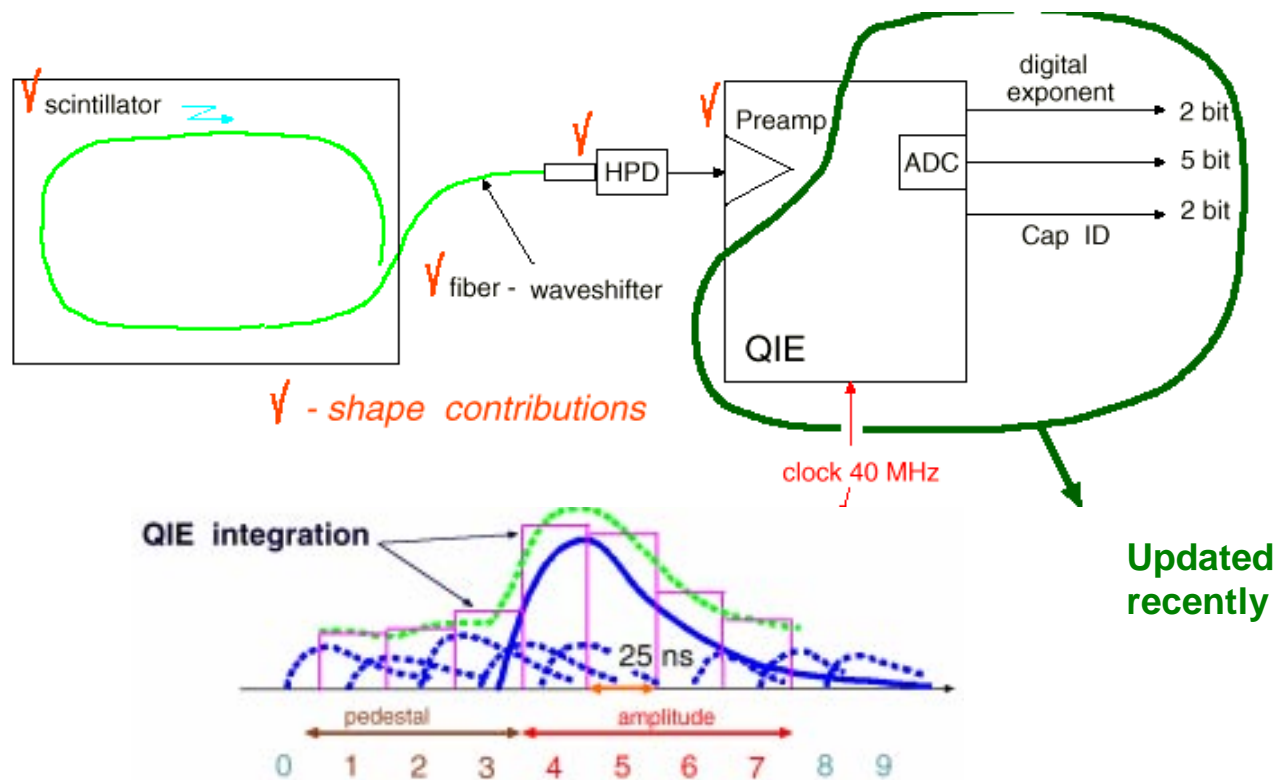 scintillator
digital
exponent
2 bit
Preamp
HPD
ADC
5 bit
2 bit
Cap ID
fiber - waveshifter
QIE
√ - shape contributions
clock 40 MHz
QIE integration
Updated
recently
25 ns
pedestal
amplitude
0 1 2 3 4 5 6 7 8 9